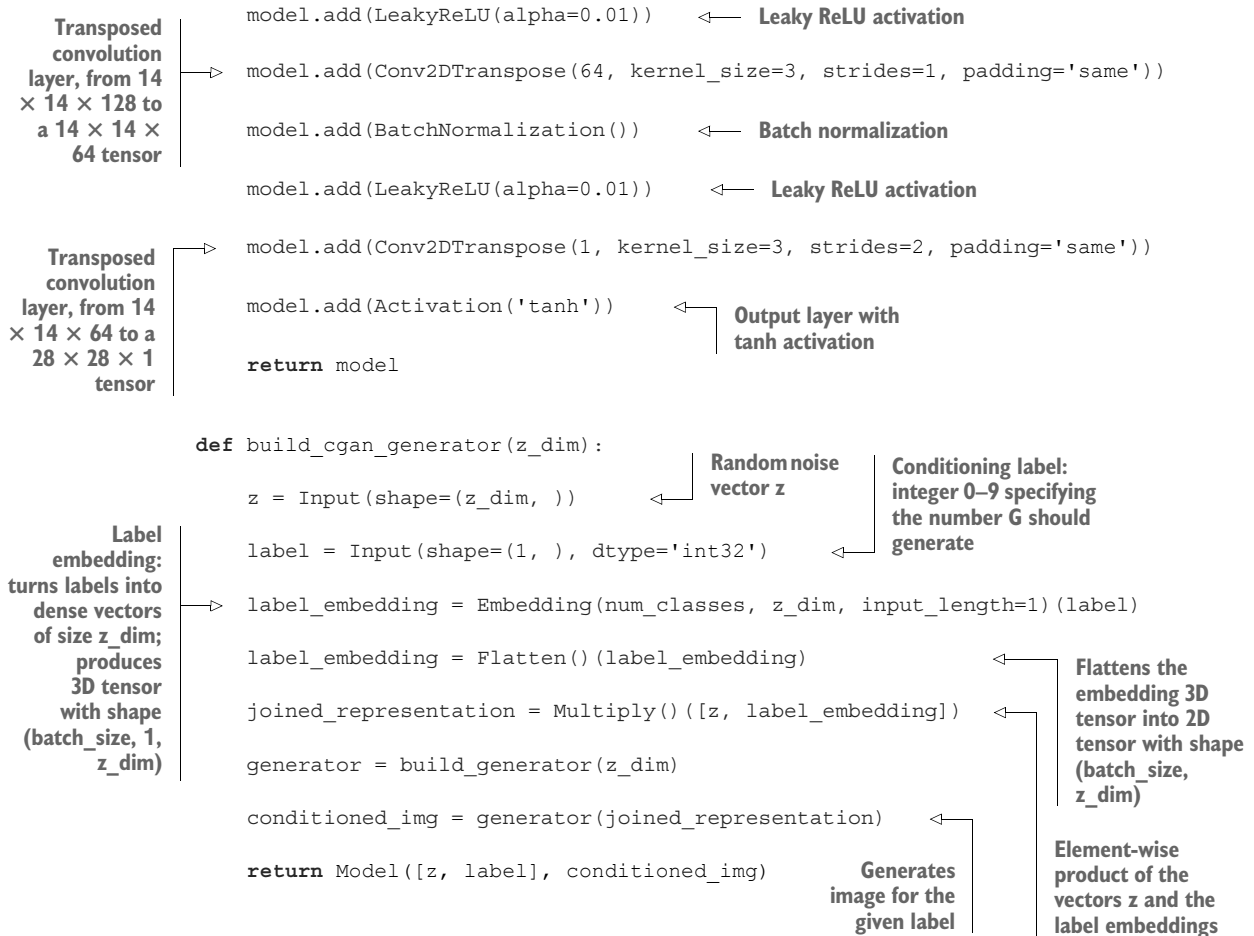 model.add(LeakyReLU(alpha=0.01))
Leaky ReLU activation
Transposed
convolution
layer, from 14
× 14 × 128 to
a 14 × 14 ×
64 tensor
model.add(Conv2DTranspose(64, kernel_size=3, strides=1, padding='same'))
model.add(BatchNormalization())
Batch normalization
model.add(LeakyReLU(alpha=0.01))
Leaky ReLU activation
Transposed
convolution
layer, from 14
× 14 × 64 to a
28 × 28 × 1
tensor
model.add(Conv2DTranspose(1, kernel_size=3, strides=2, padding='same'))
model.add(Activation('tanh'))
Output layer with
tanh activation
return model
def build_cgan_generator(z_dim):
Random noise
vector z
z = Input(shape=(z_dim, ))
Conditioning label:
integer 0–9 specifying
the number G should
generate
label = Input(shape=(1, ), dtype='int32')
Label
embedding:
turns labels into
dense vectors
of size z_dim;
produces
3D tensor
with shape
(batch_size, 1,
z_dim)
label_embedding = Embedding(num_classes, z_dim, input_length=1)(label)
label_embedding = Flatten()(label_embedding)
Flattens the
embedding 3D
tensor into 2D
tensor with shape
(batch_size,
z_dim)
joined_representation = Multiply()([z, label_embedding])
Element-wise
product of the
vectors z and the
label embeddings
generator = build_generator(z_dim)
conditioned_img = generator(joined_representation)
Generates
image for the
given label
return Model([z, label], conditioned_img)